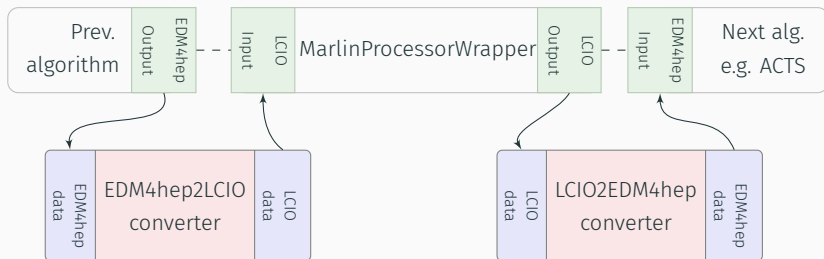 Prev.
algorithm
EDM4hep
Output
LCIO
Input
MarlinProcessorWrapper
LCIO
Output
EDM4hep
Input
Next alg.
e.g. ACTS
EDM4hep
data
EDM4hep2LCIO
converter
LCIO
data
LCIO
data
LCIO2EDM4hep
converter
EDM4hep
data